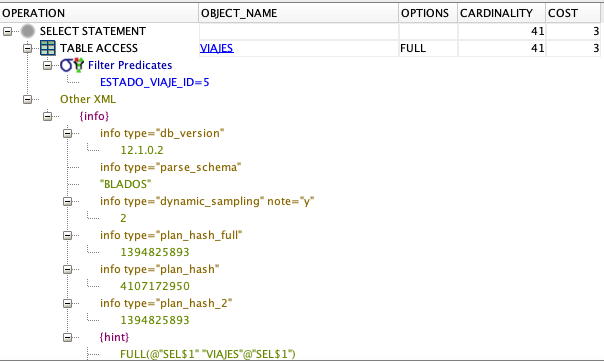 OPERATION OBJECT_NAME OPTIONS CARDINALITY COST
SELECT STATEMENT 41 3
TABLE ACCESS VIAJES FULL 41 3
Filter Predicates
ESTADO_VIAJE_ID=5
Other XML
{info}
info type="db_version"
12.1.0.2
info type="parse_schema"
"BLADOS"
info type="dynamic_sampling" note="y"
2
info type="plan_hash_full"
1394825893
info type="plan_hash"
4107172950
info type="plan_hash_2"
1394825893
{hint}
FULL(@"SEL$1" "VIAJES"@"SEL$1")